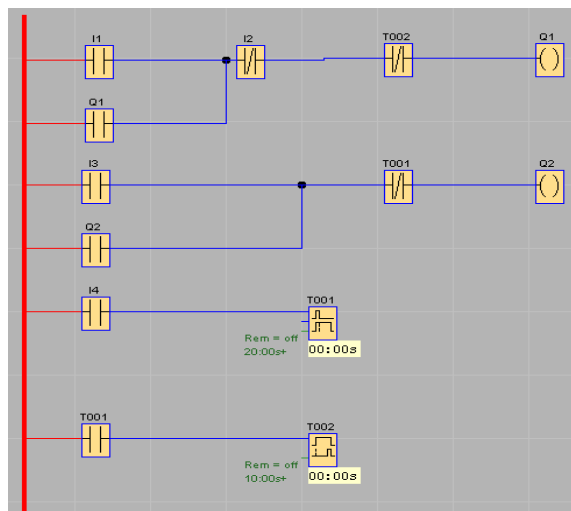 I1 I2 T002 Q1
Q1
I3 T001 Q2
Q2
I4 T001
Rem = off
20:00s+ 00:00s
T001 T002
Rem = off
10:00s+ 00:00s